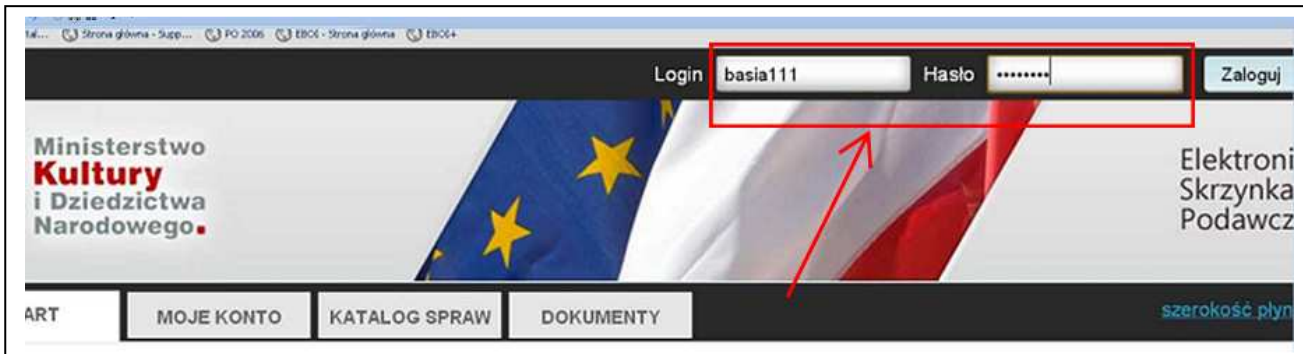 Strona główna - Supp... PO 2006 EBOI - Strona główna
Login basia111 Hasło •••••••• Zaloguj
Ministerstwo
Kultury
i Dziedzictwa
Narodowego.
Elektroni
Skrzynka
Podawcz
ART MOJE KONTO KATALOG SPRAW DOKUMENTY szerokość płyn